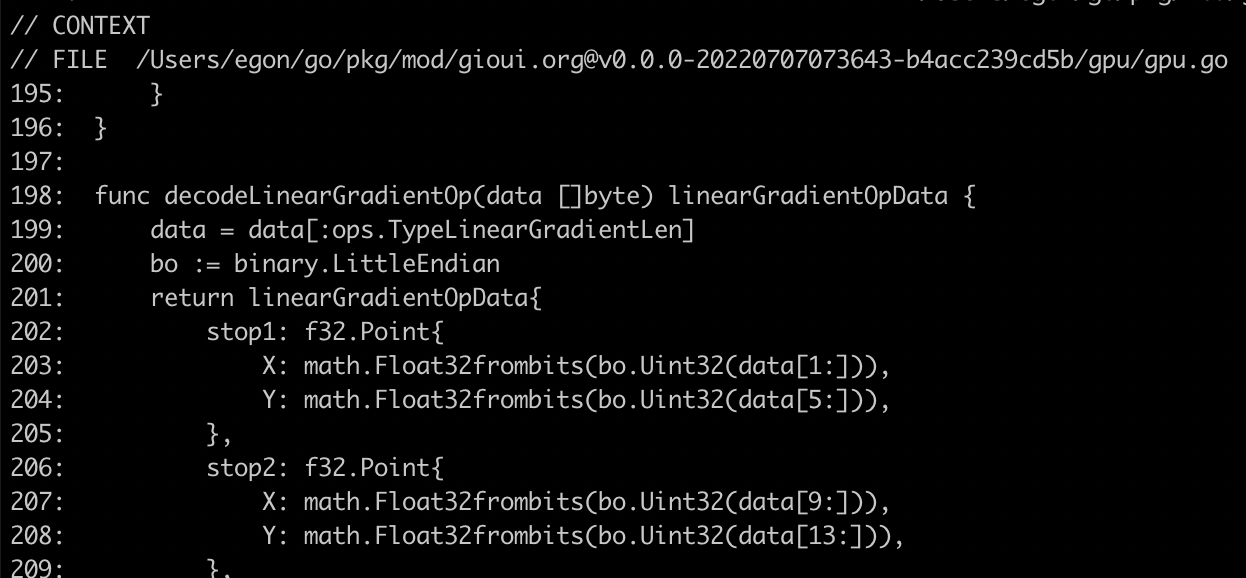 // CONTEXT
// FILE  /Users/egon/go/pkg/mod/gioui.org@v0.0.0-20220707073643-b4acc239cd5b/gpu/gpu.go
195:      }
196:  }
197:
198:  func decodeLinearGradientOp(data []byte) linearGradientOpData {
199:      data = data[:ops.TypeLinearGradientLen]
200:      bo := binary.LittleEndian
201:      return linearGradientOpData{
202:          stop1: f32.Point{
203:              X: math.Float32frombits(bo.Uint32(data[1:])),
204:              Y: math.Float32frombits(bo.Uint32(data[5:])),
205:          },
206:          stop2: f32.Point{
207:              X: math.Float32frombits(bo.Uint32(data[9:])),
208:              Y: math.Float32frombits(bo.Uint32(data[13:])),
209:          },